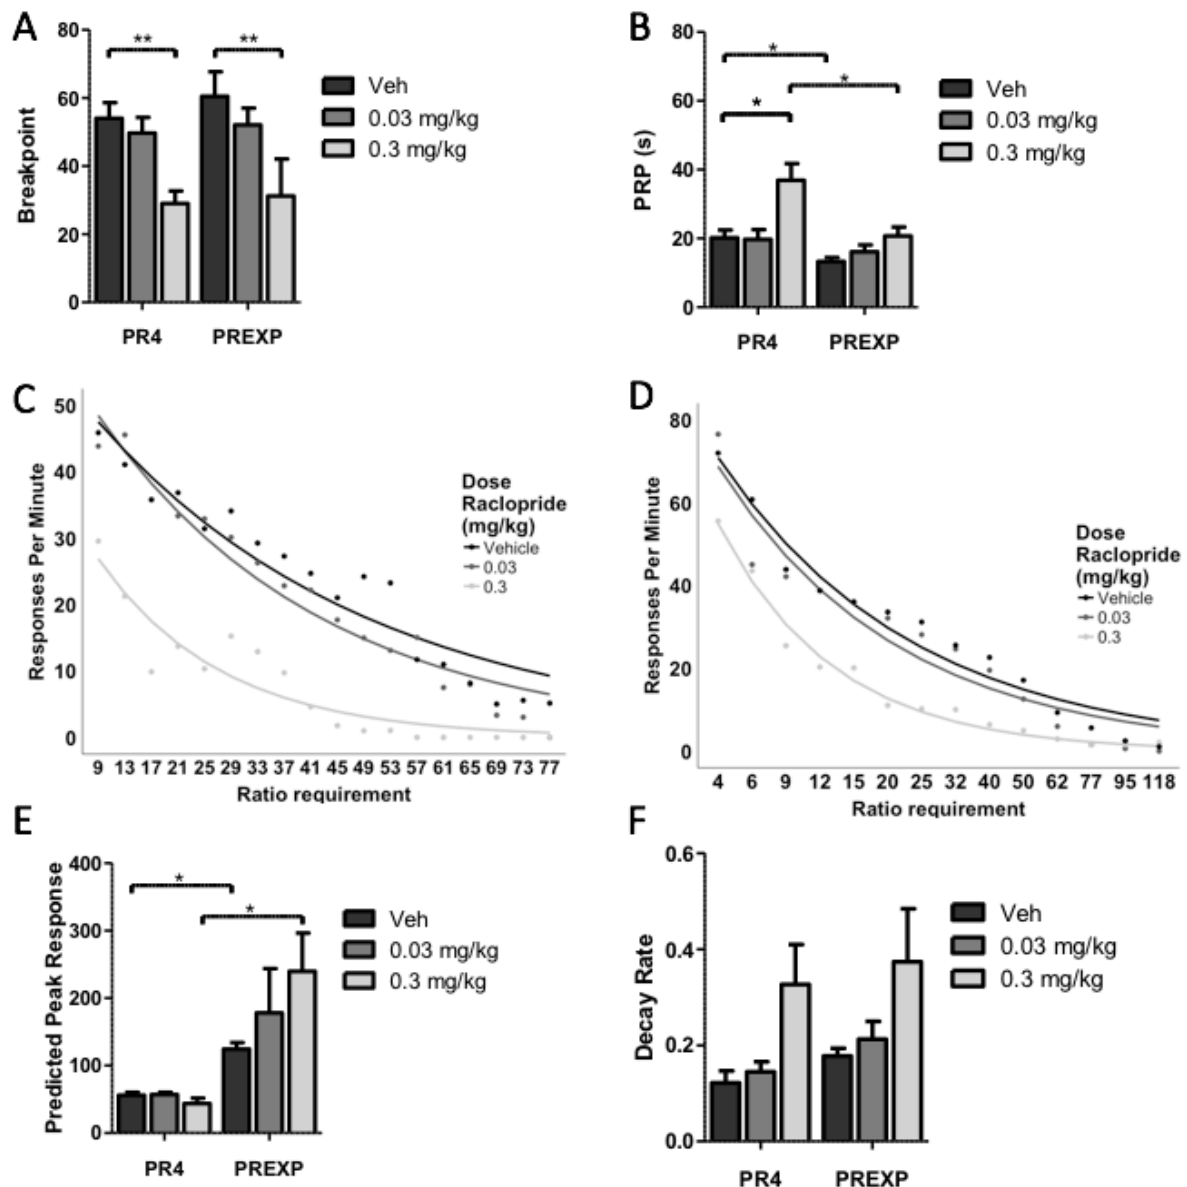 A
80
60
40
20
0
Breakpoint
**
**
PR4
PREXP
Veh
0.03 mg/kg
0.3 mg/kg
B
80
60
40
20
0
PRP (s)
*
*
*
PR4
PREXP
Veh
0.03 mg/kg
0.3 mg/kg
C
50
40
30
20
10
0
Responses Per Minute
Dose
Raclopride
(mg/kg)
Vehicle
0.03
0.3
9 13 17 21 25 29 33 37 41 45 49 53 57 61 65 69 73 77
Ratio requirement
D
80
60
40
20
0
Responses Per Minute
Dose
Raclopride
(mg/kg)
Vehicle
0.03
0.3
4 6 9 12 15 20 25 32 40 50 62 77 95 118
Ratio requirement
E
400
300
200
100
0
Predicted Peak Response
*
*
PR4
PREXP
Veh
0.03 mg/kg
0.3 mg/kg
F
0.6
0.4
0.2
0.0
Decay Rate
PR4
PREXP
Veh
0.03 mg/kg
0.3 mg/kg